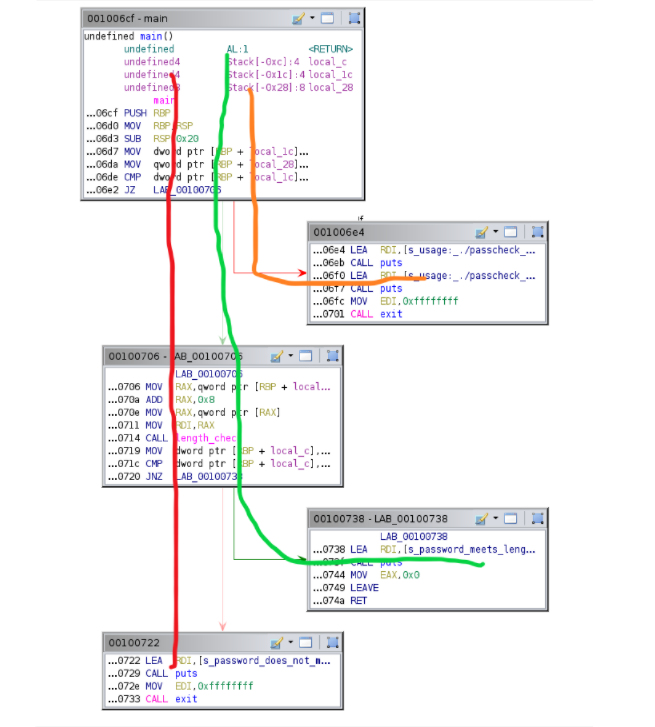 001006cf - main
undefined main()
undefined AL:1 <RETURN>
undefined4 Stack[-0xc]:4 local_c
undefined4 Stack[-0x1c]:4 local_1c
undefined8 Stack[-0x28]:8 local_28
main
...06cf PUSH RBP
...06d0 MOV RBP,RSP
...06d3 SUB RSP,0x20
...06d7 MOV dword ptr [RBP + local_1c]...
...06da MOV qword ptr [RBP + local_28]...
...06de CMP dword ptr [RBP + local_1c]...
...06e2 JZ LAB_00100706
001006e4
...06e4 LEA RDI,[s_usage:_./passcheck_...
...06eb CALL puts
...06f0 LEA RDI,[s_usage:_./passcheck_...
...06f7 CALL puts
...06fc MOV EDI,0xffffffff
...0701 CALL exit
00100706 - LAB_00100706
LAB_00100706
...0706 MOV RAX,qword ptr [RBP + local...
...070a ADD RAX,0x8
...070e MOV RAX,qword ptr [RAX]
...0711 MOV RDI,RAX
...0714 CALL length_check
...0719 MOV dword ptr [RBP + local_c],...
...071c CMP dword ptr [RBP + local_c],...
...0720 JNZ LAB_00100738
00100738 - LAB_00100738
LAB_00100738
...0738 LEA RDI,[s_password_meets_leng...
...073f CALL puts
...0744 MOV EAX,0x0
...0749 LEAVE
...074a RET
00100722
...0722 LEA RDI,[s_password_does_not_m...
...0729 CALL puts
...072e MOV EDI,0xffffffff
...0733 CALL exit